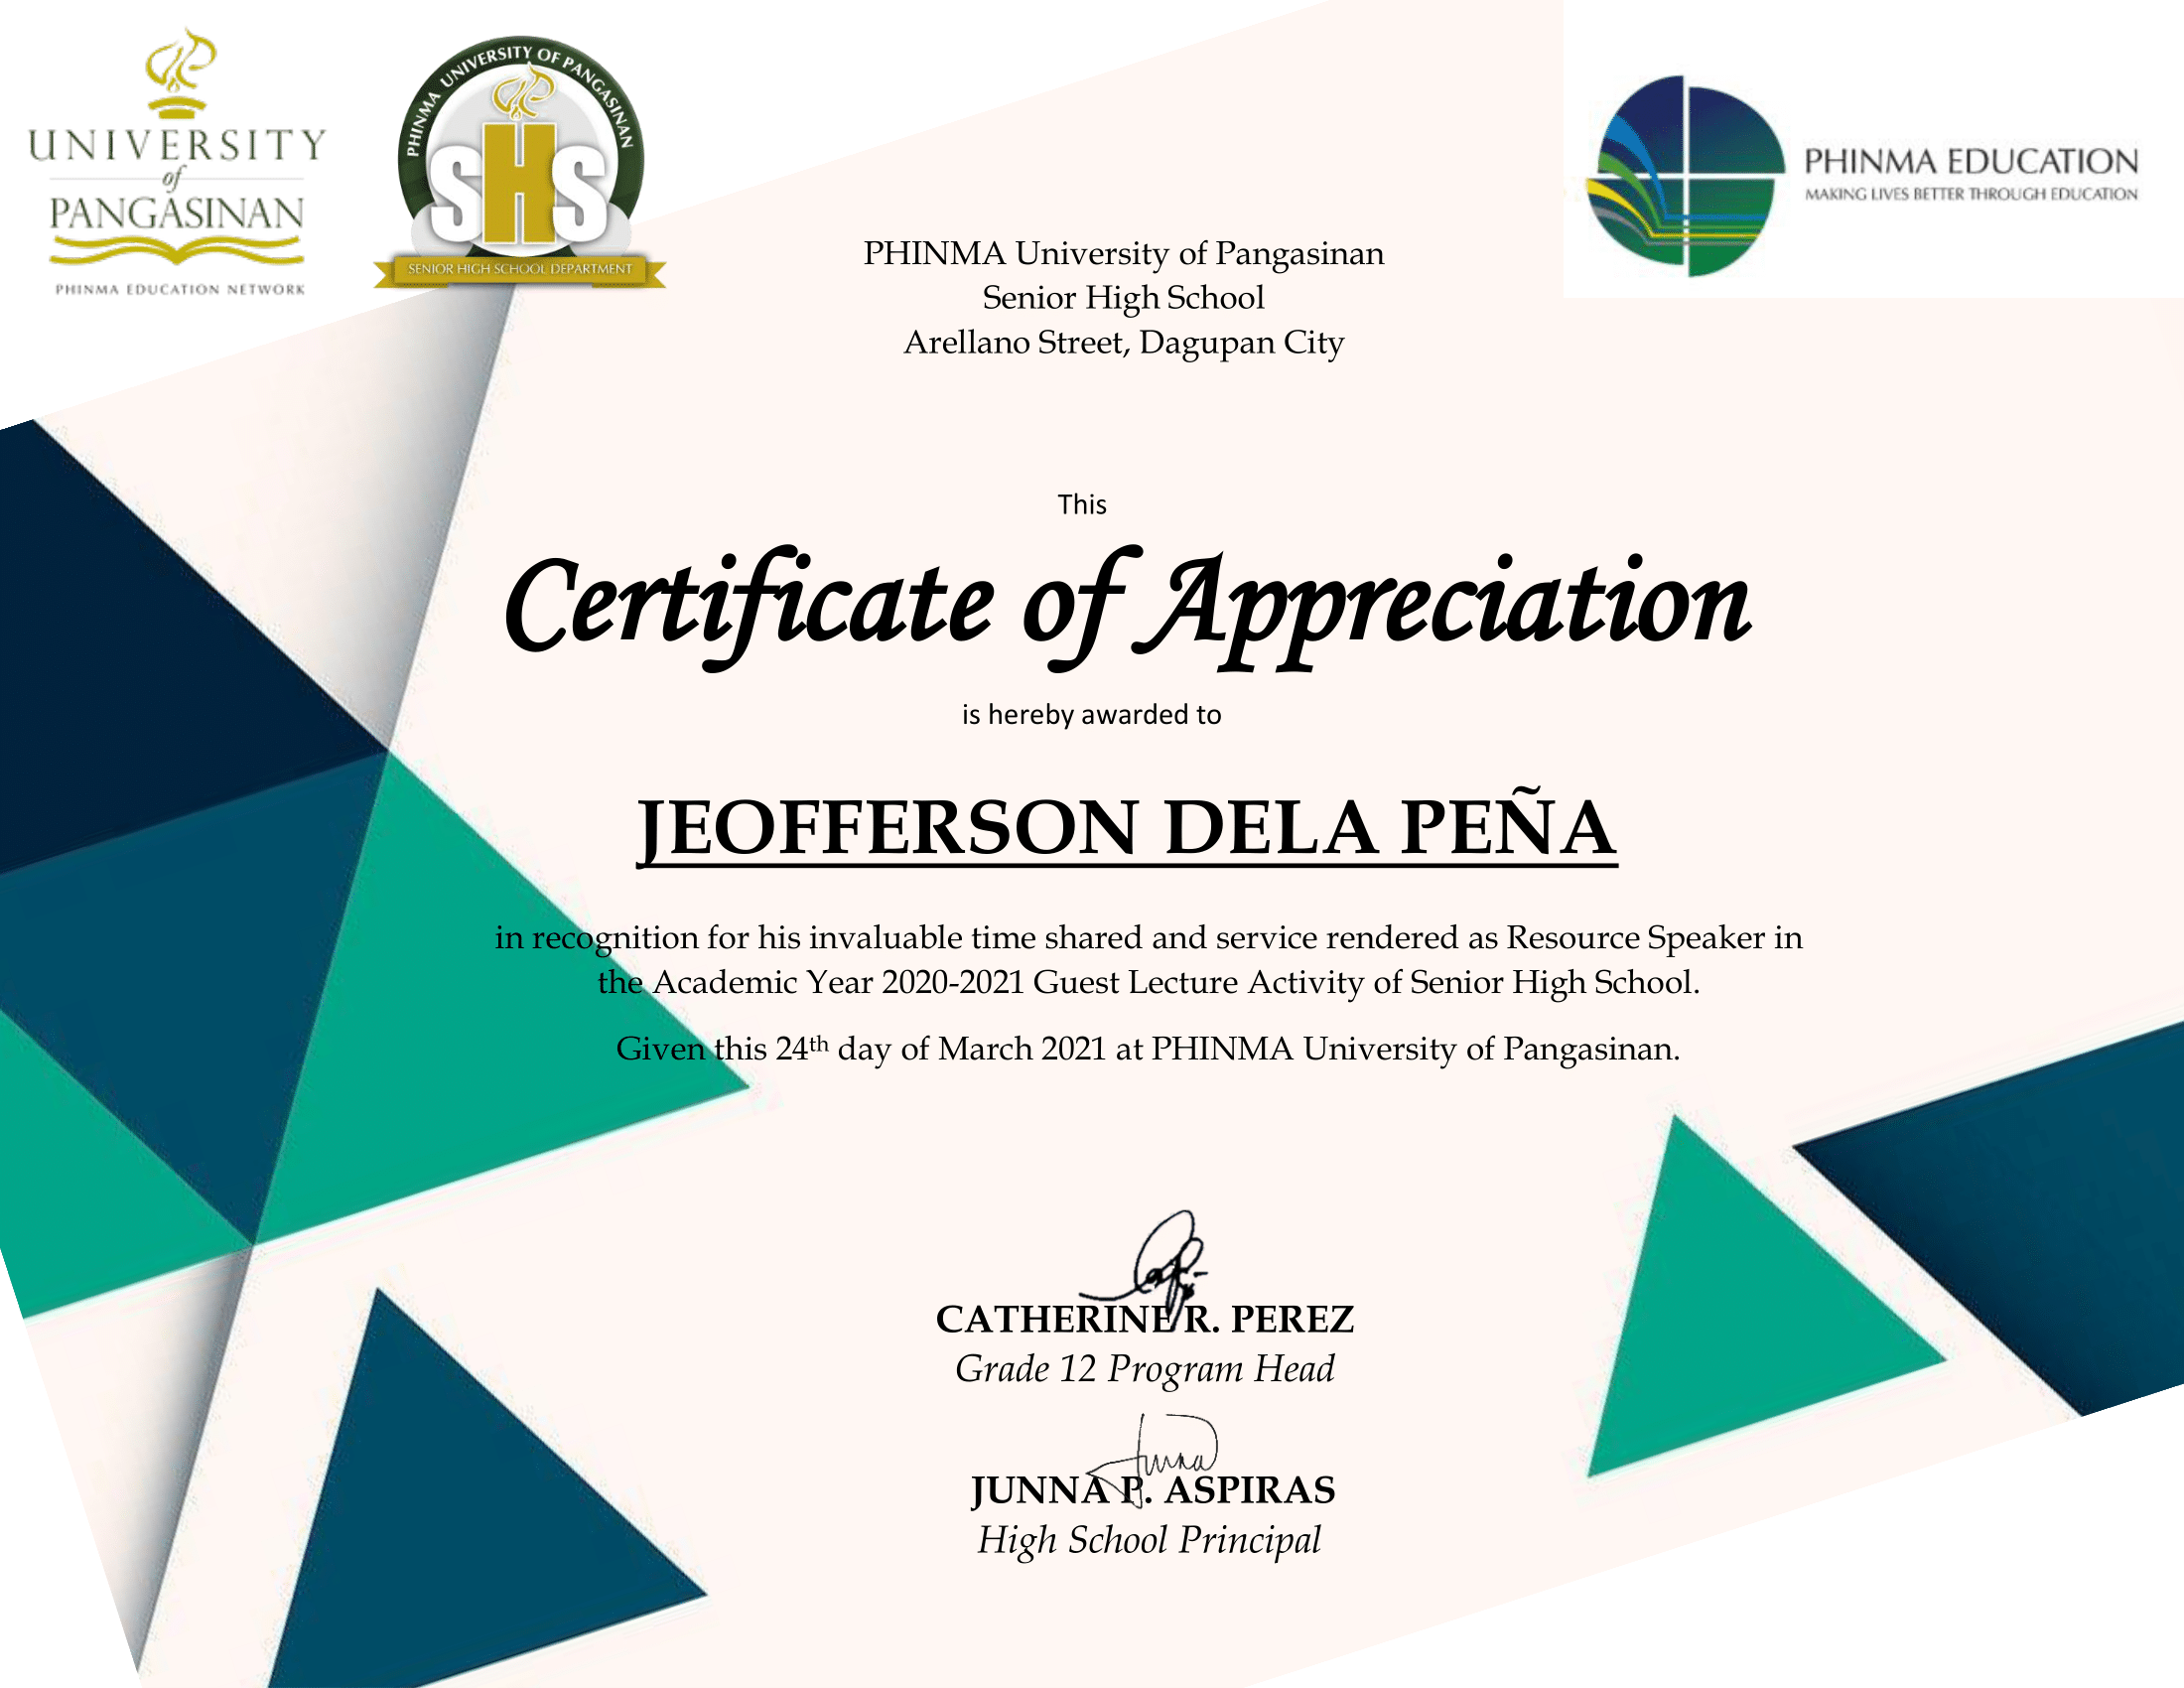 UNIVERSITY
of
PANGASINAN
PHINMA EDUCATION NETWORK
PHINMA UNIVERSITY OF PANGASINAN
SHS
SENIOR HIGH SCHOOL DEPARTMENT
PHINMA EDUCATION
MAKING LIVES BETTER THROUGH EDUCATION
PHINMA University of Pangasinan
Senior High School
Arellano Street, Dagupan City
This
Certificate of Appreciation
is hereby awarded to
JEOFFERSON DELA PEÑA
in recognition for his invaluable time shared and service rendered as Resource Speaker in
the Academic Year 2020-2021 Guest Lecture Activity of Senior High School.
Given this 24th day of March 2021 at PHINMA University of Pangasinan.
CATHERINE R. PEREZ
Grade 12 Program Head
Junna
JUNNA P. ASPIRAS
High School Principal